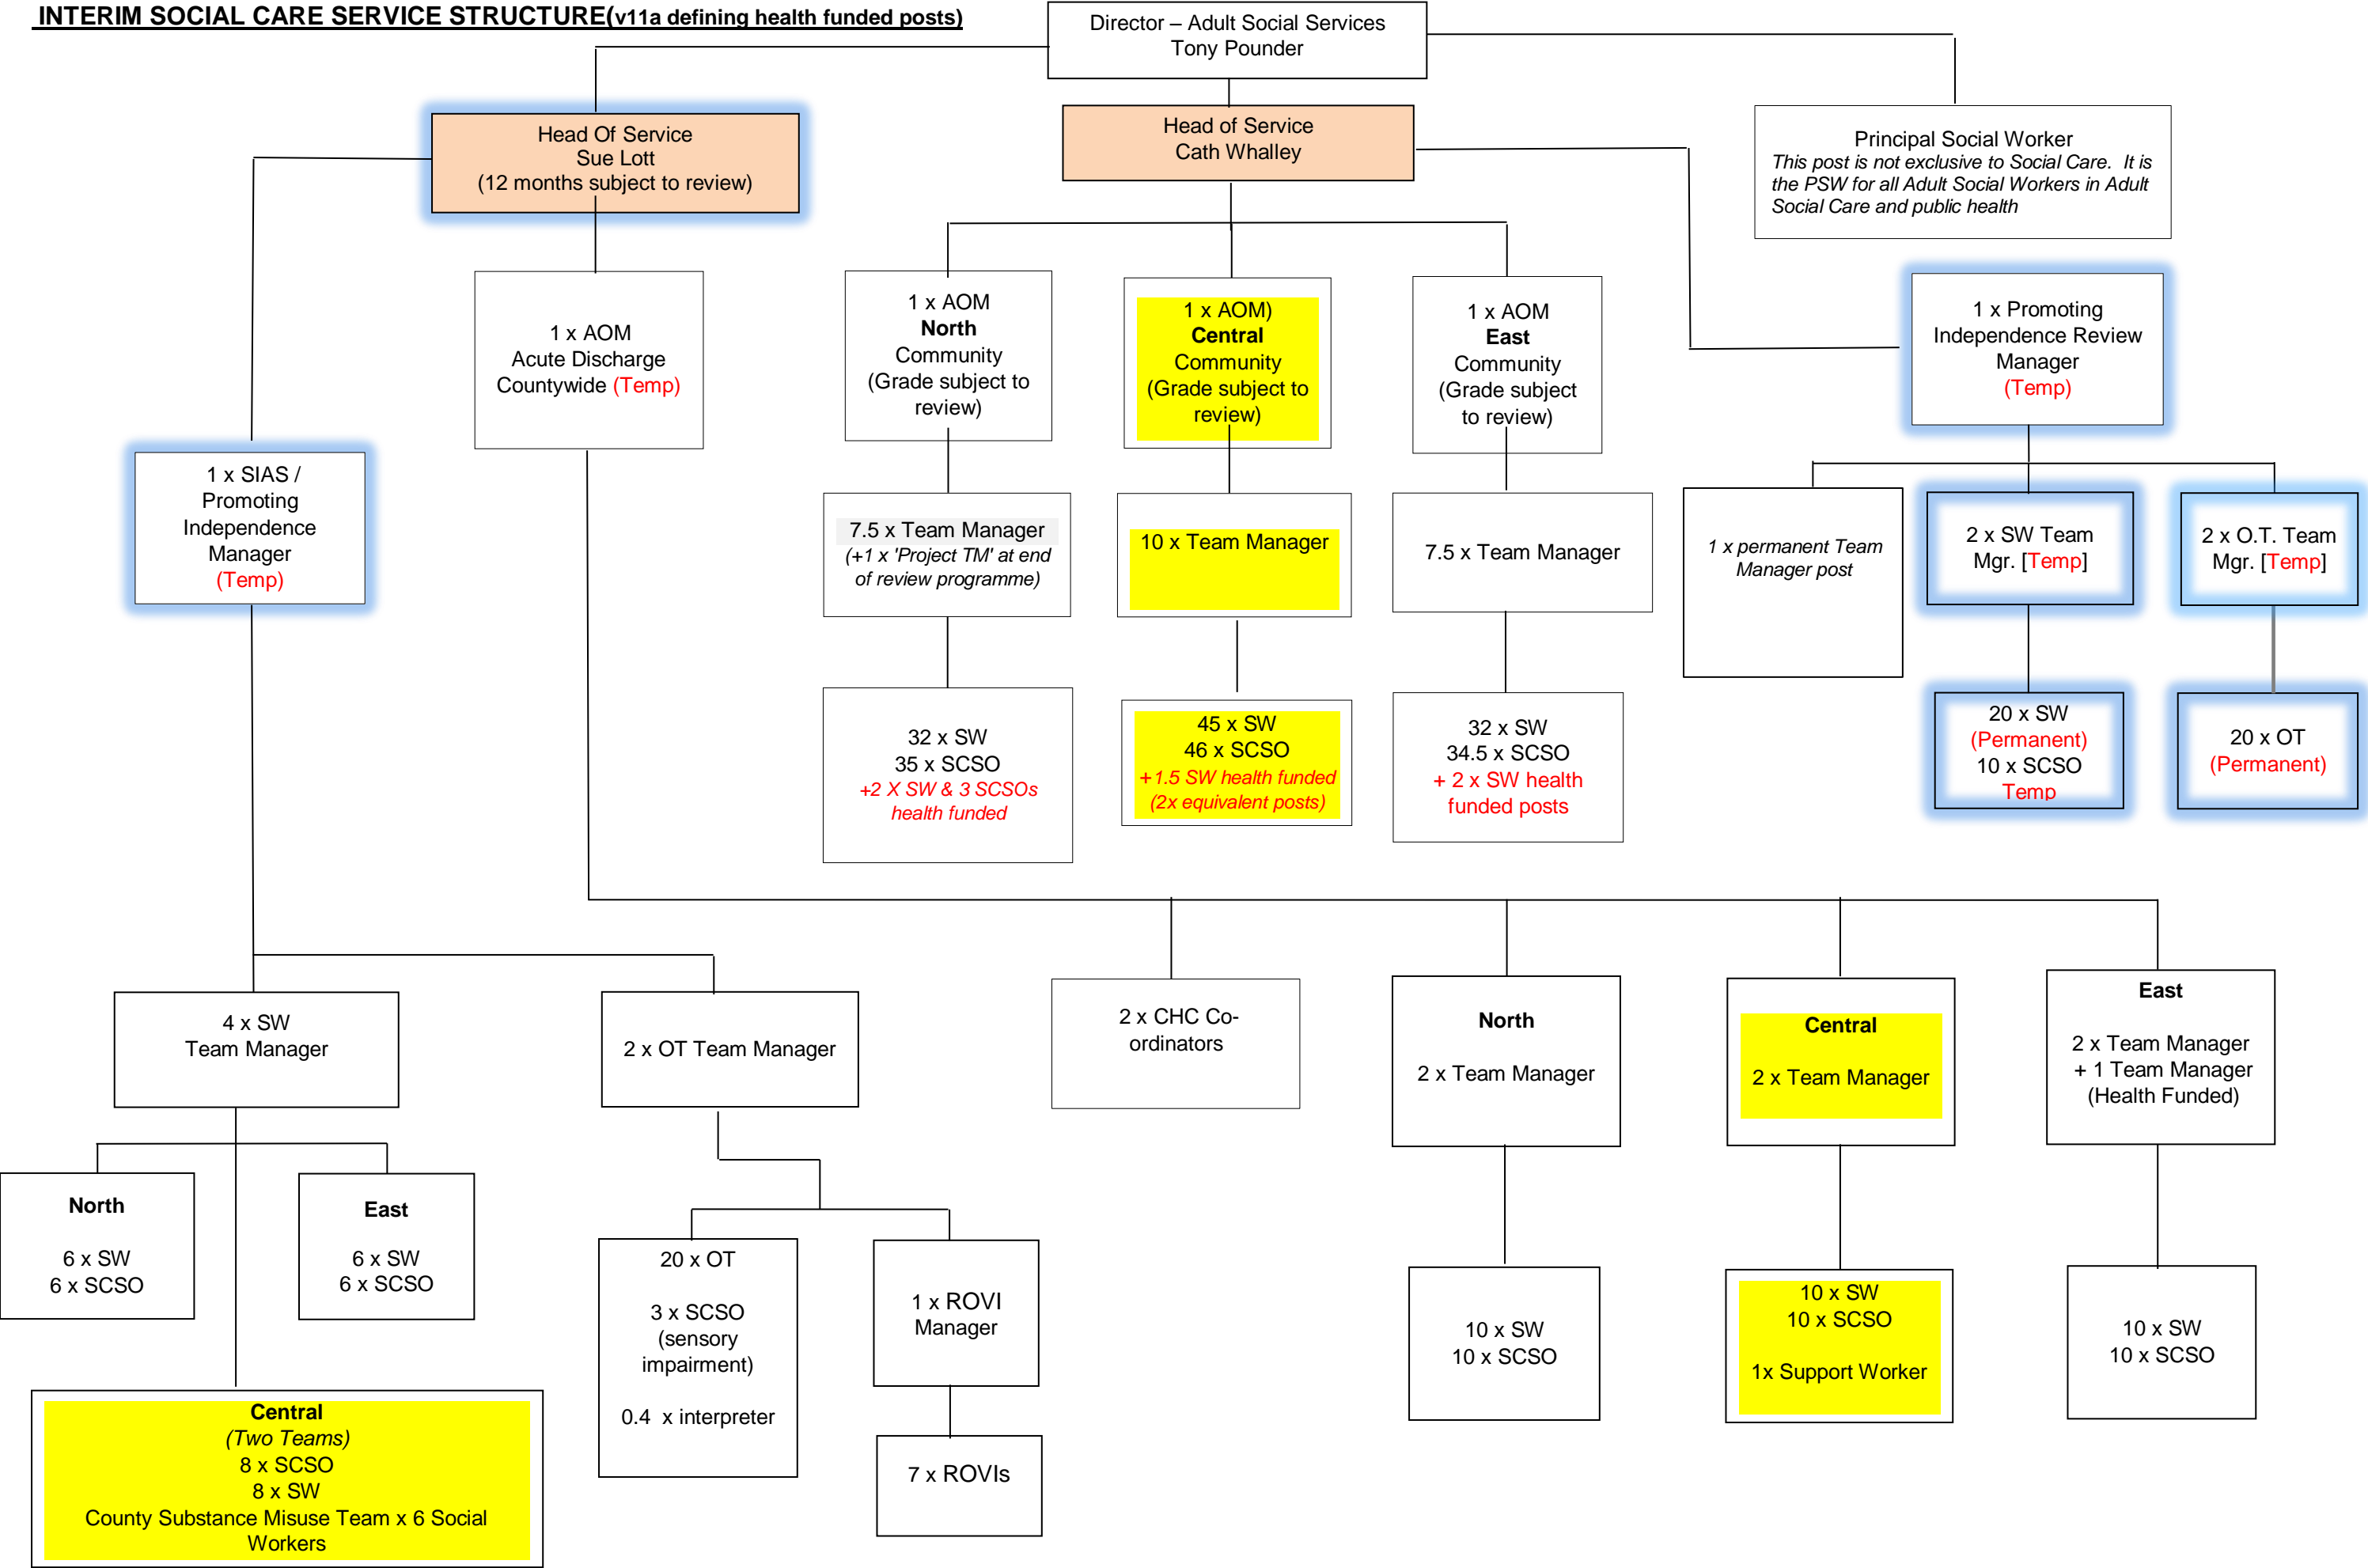 INTERIM SOCIAL CARE SERVICE STRUCTURE(v11a defining health funded posts)
Director – Adult Social Services
Tony Pounder
Head Of Service
Sue Lott
(12 months subject to review)
Head of Service
Cath Whalley
Principal Social Worker
This post is not exclusive to Social Care.  It is
the PSW for all Adult Social Workers in Adult
Social Care and public health
1 x AOM
Acute Discharge
Countywide (Temp)
1 x AOM
North
Community
(Grade subject to
review)
1 x AOM)
Central
Community
(Grade subject to
review)
1 x AOM
East
Community
(Grade subject
to review)
1 x Promoting
Independence Review
Manager
(Temp)
1 x SIAS /
Promoting
Independence
Manager
(Temp)
7.5 x Team Manager
(+1 x 'Project TM' at end
of review programme)
10 x Team Manager
7.5 x Team Manager
1 x permanent Team
Manager post
2 x SW Team
Mgr. [Temp]
2 x O.T. Team
Mgr. [Temp]
32 x SW
35 x SCSO
+2 X SW & 3 SCSOs
health funded
45 x SW
46 x SCSO
+1.5 SW health funded
(2x equivalent posts)
32 x SW
34.5 x SCSO
+ 2 x SW health
funded posts
20 x SW
(Permanent)
10 x SCSO
Temp
20 x OT
(Permanent)
4 x SW
Team Manager
2 x OT Team Manager
2 x CHC Co-
ordinators
North
2 x Team Manager
Central
2 x Team Manager
East
2 x Team Manager
+ 1 Team Manager
(Health Funded)
North
6 x SW
6 x SCSO
East
6 x SW
6 x SCSO
20 x OT
3 x SCSO
(sensory
impairment)
0.4  x interpreter
1 x ROVI
Manager
10 x SW
10 x SCSO
10 x SW
10 x SCSO
1x Support Worker
10 x SW
10 x SCSO
Central
(Two Teams)
8 x SCSO
8 x SW
County Substance Misuse Team x 6 Social
Workers
7 x ROVIs